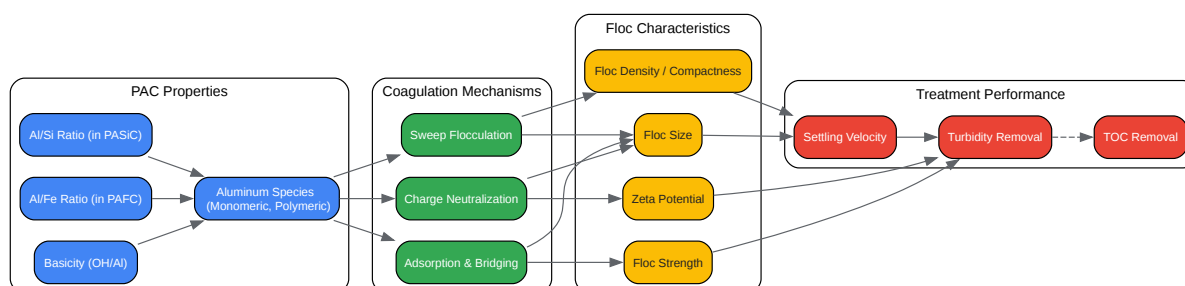 PAC Properties
Al/Si Ratio (in PASiC)
Al/Fe Ratio (in PAFC)
Basicity (OH/Al)
Aluminum Species
(Monomeric, Polymeric)
Coagulation Mechanisms
Sweep Flocculation
Charge Neutralization
Adsorption & Bridging
Floc Characteristics
Floc Density / Compactness
Floc Size
Zeta Potential
Floc Strength
Treatment Performance
Settling Velocity
Turbidity Removal
TOC Removal